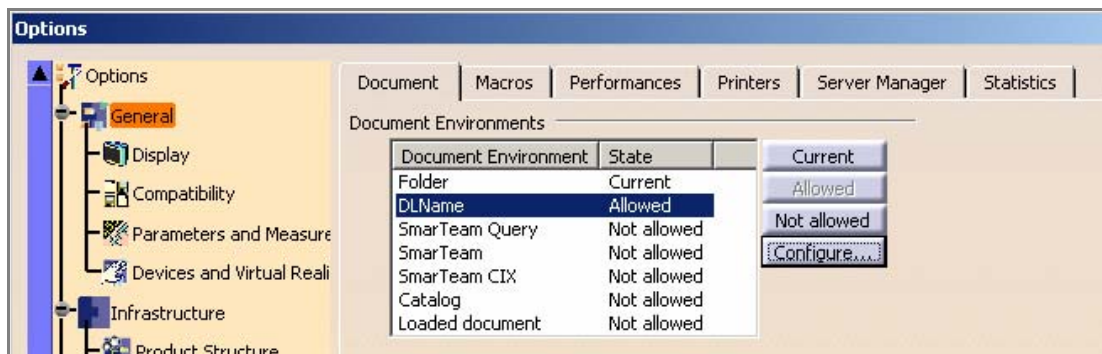 Options
Options
General
Display
Compatibility
Parameters and Measure
Devices and Virtual Reali
Infrastructure
Product Structure
Document Macros Performances Printers Server Manager Statistics
Document Environments
Document Environment State
Folder Current
DLName Allowed
SmarTeam Query Not allowed
SmarTeam Not allowed
SmarTeam CIX Not allowed
Catalog Not allowed
Loaded document Not allowed
Current
Allowed
Not allowed
Configure...